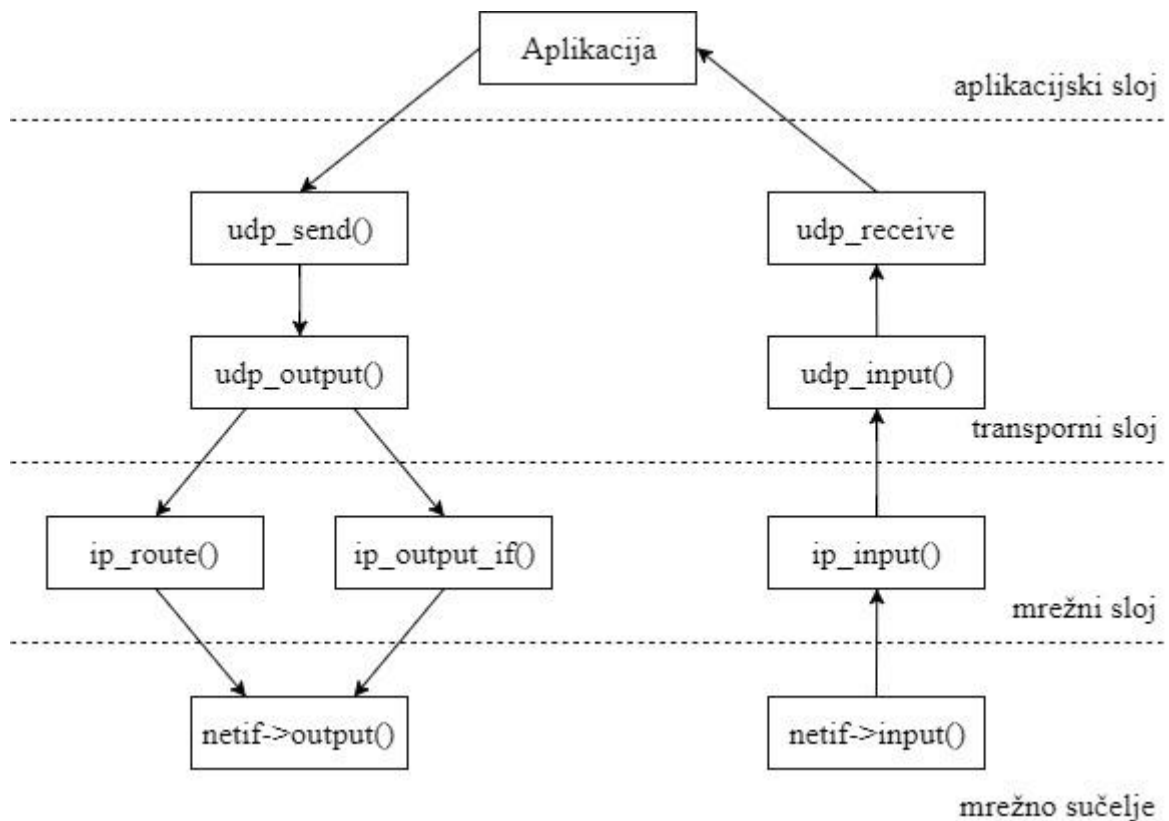 Aplikacija
aplikacijski sloj
udp_send()
udp_receive
udp_output()
udp_input()
transporni sloj
ip_route()
ip_output_if()
ip_input()
mrežni sloj
netif->output()
netif->input()
mrežno sučelje